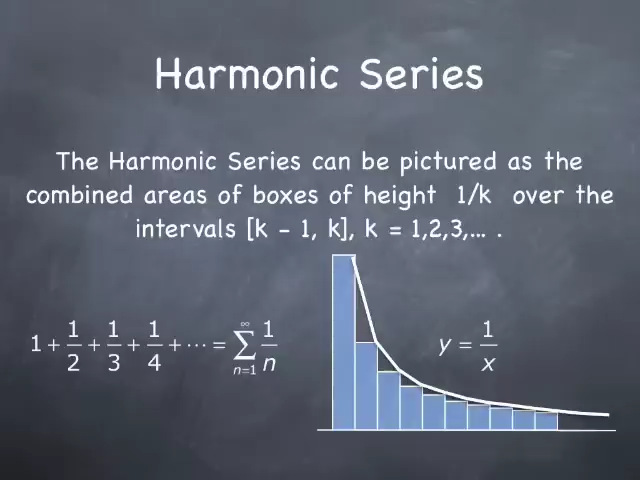 Harmonic Series
The Harmonic Series can be pictured as the
combined areas of boxes of height 1/k over the
intervals [k - 1, k], k = 1,2,3,... .
1 + 1/2 + 1/3 + 1/4 + ⋯ = ∑_{n=1}^{∞} 1/n
y = 1/x